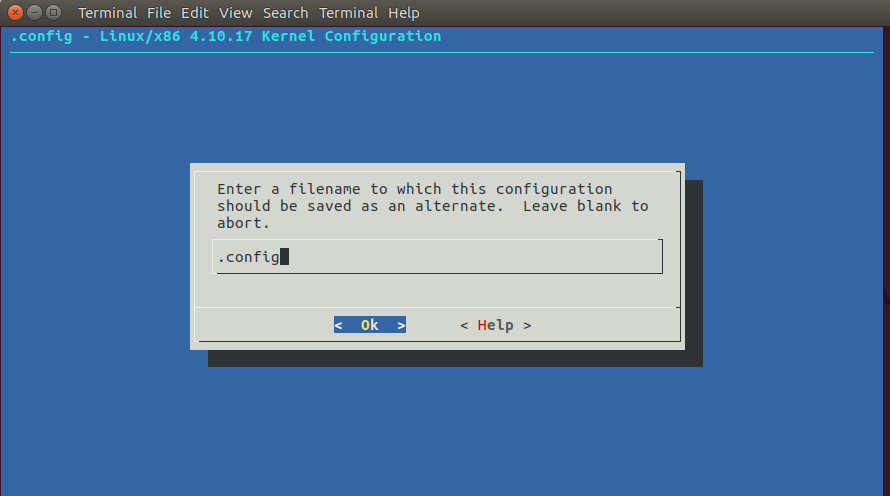 Terminal File Edit View Search Terminal Help
.config - Linux/x86 4.10.17 Kernel Configuration
Enter a filename to which this configuration
should be saved as an alternate.  Leave blank to
abort.
.config
<  Ok  > < Help >